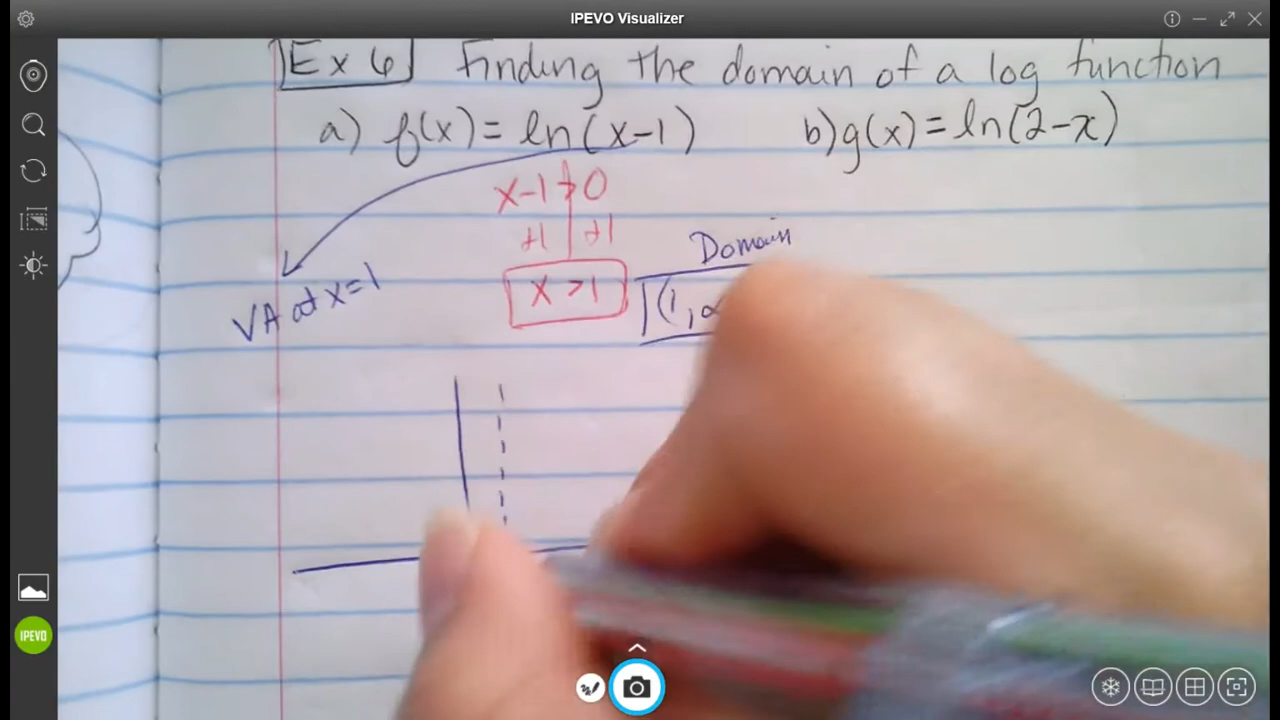 IPEVO Visualizer
Ex 6 Finding the domain of a log function
a) f(x) = ln(x-1) b) g(x) = ln(2-x)
x-1>0
+1 +1
x >1
Domain
(1, ∞
VA at x=1
IPEVO